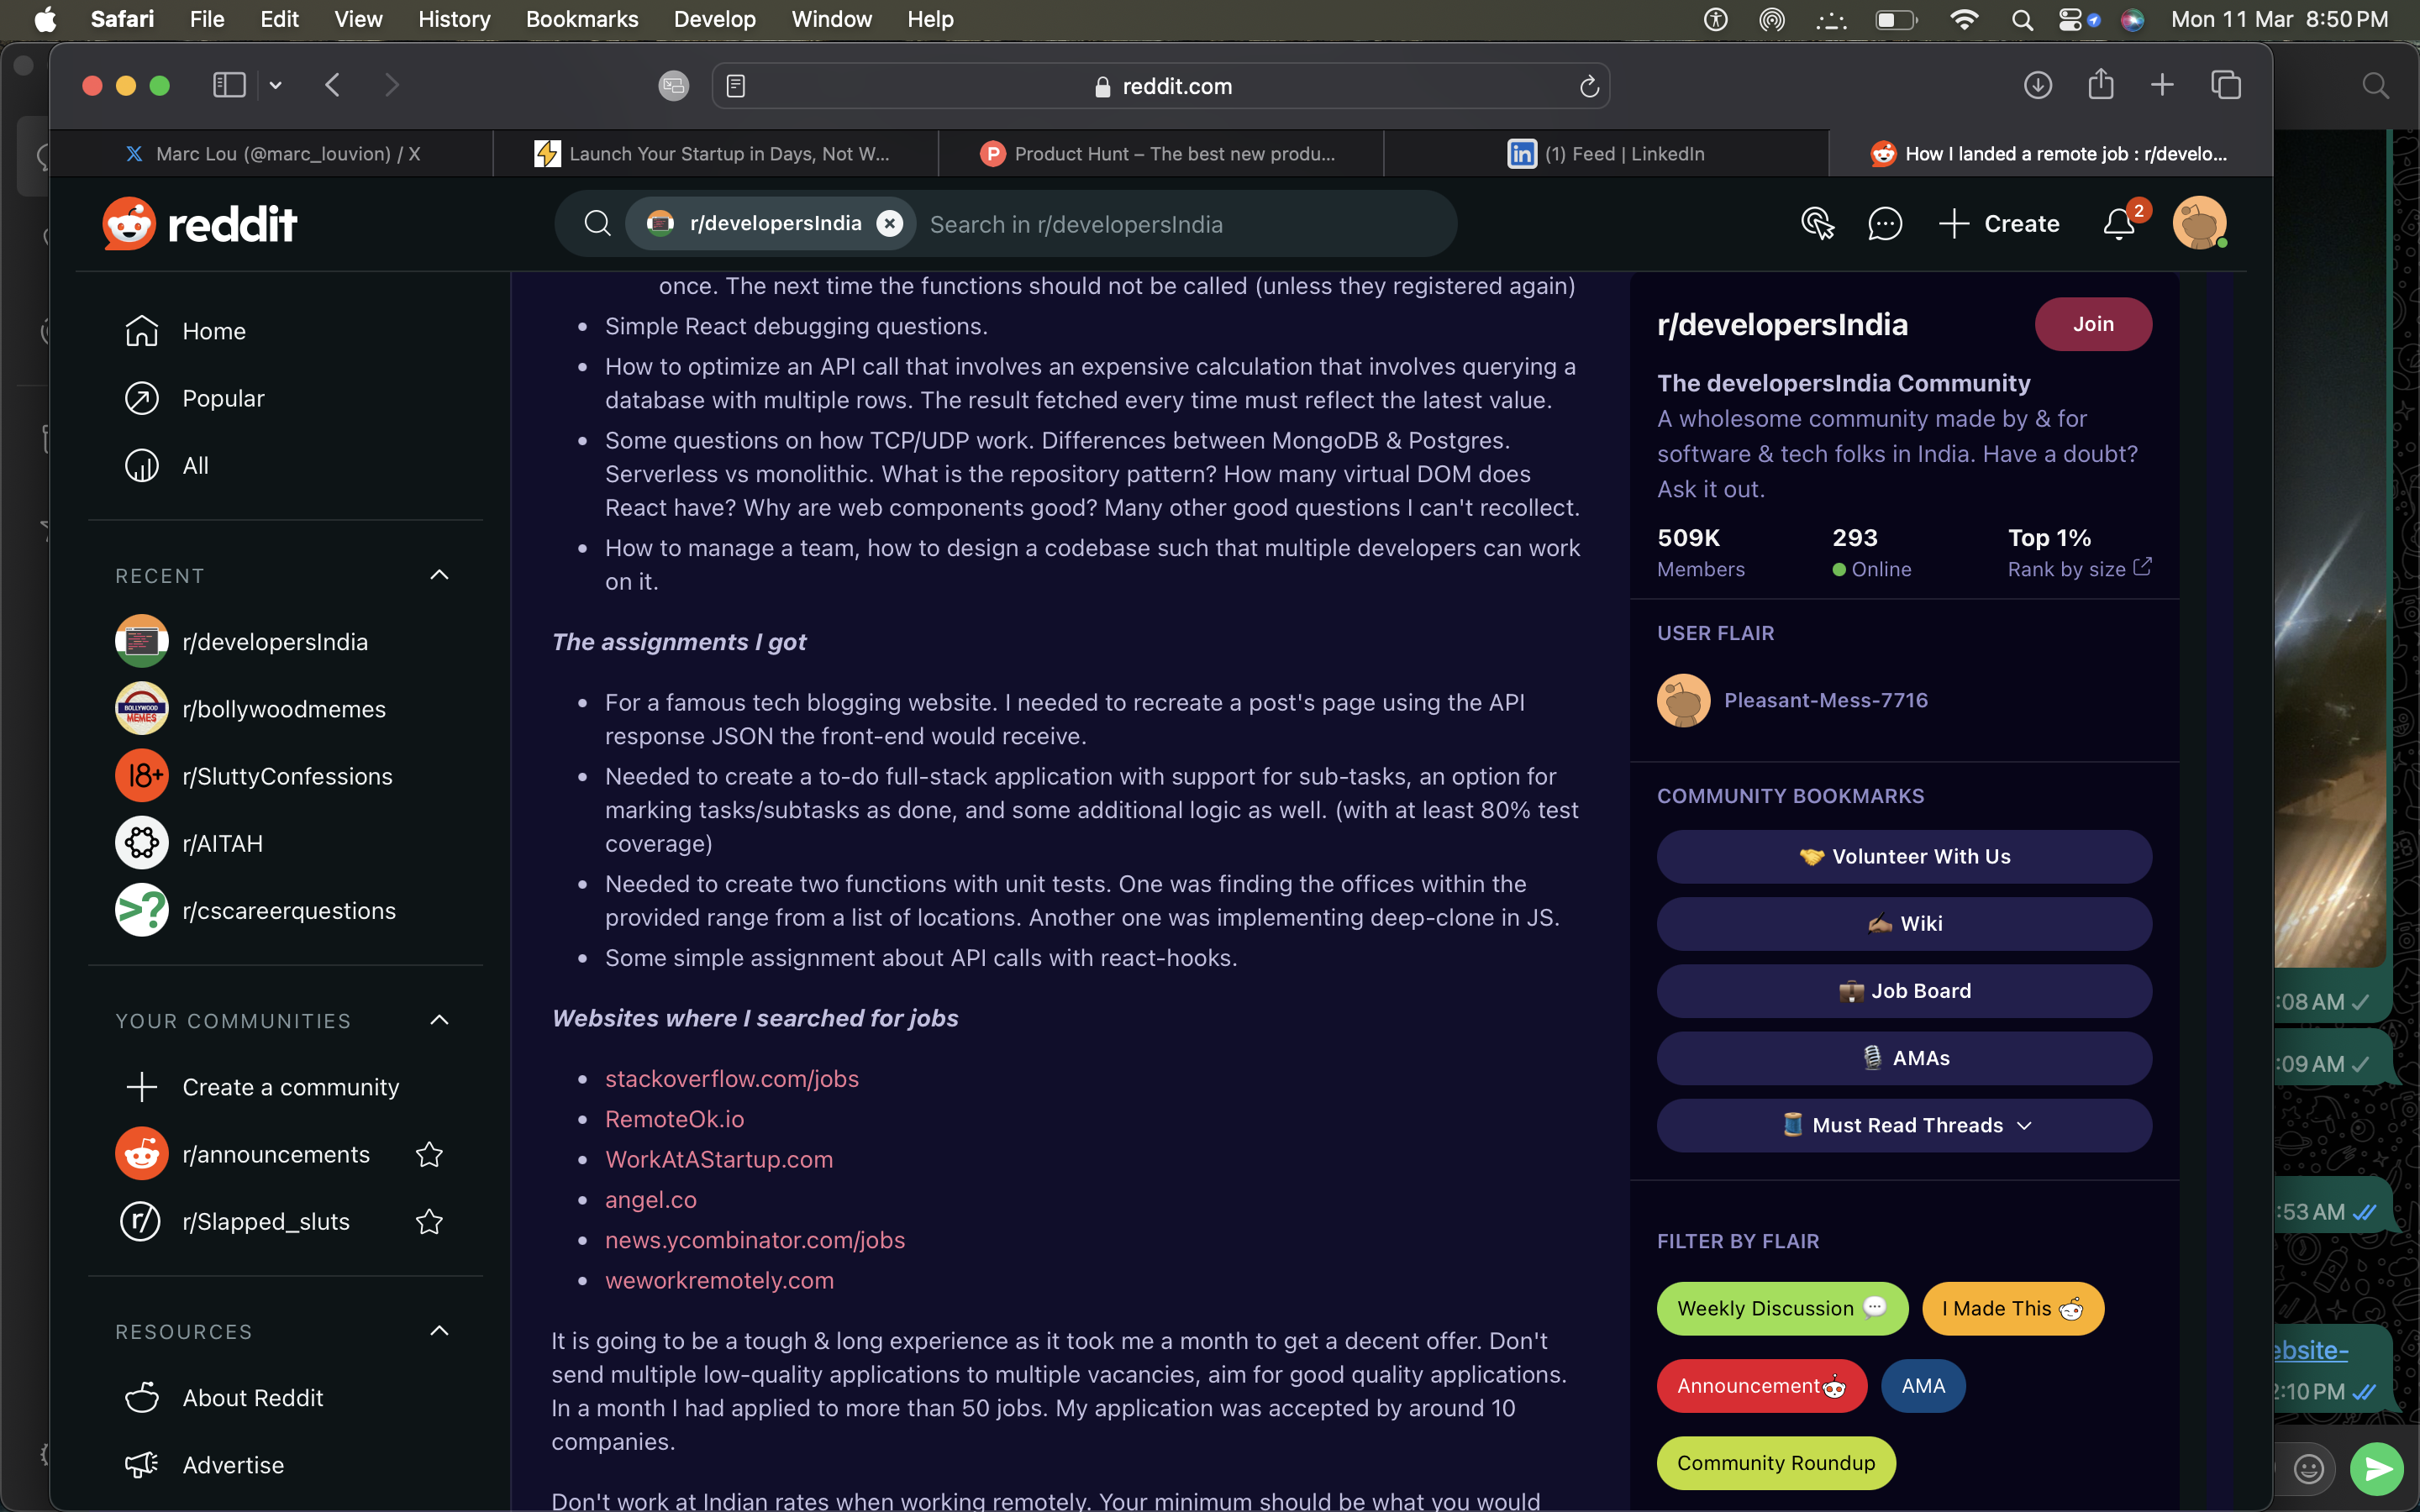 Safari File Edit View History Bookmarks Develop Window Help Mon 11 Mar 8:50 PM
reddit.com
Marc Lou (@marc_louvion) / X
Launch Your Startup in Days, Not W...
Product Hunt – The best new produ...
(1) Feed | LinkedIn
How I landed a remote job : r/develo...
reddit
r/developersIndia
Search in r/developersIndia
Create
2
Home
Popular
All
RECENT
r/developersIndia
BOLLYWOOD
MEMES
r/bollywoodmemes
18+
r/SluttyConfessions
r/AITAH
>?
r/cscareerquestions
YOUR COMMUNITIES
Create a community
r/announcements
r/
r/Slapped_sluts
RESOURCES
About Reddit
Advertise
once. The next time the functions should not be called (unless they registered again)
• Simple React debugging questions.
• How to optimize an API call that involves an expensive calculation that involves querying a
database with multiple rows. The result fetched every time must reflect the latest value.
• Some questions on how TCP/UDP work. Differences between MongoDB & Postgres.
Serverless vs monolithic. What is the repository pattern? How many virtual DOM does
React have? Why are web components good? Many other good questions I can't recollect.
• How to manage a team, how to design a codebase such that multiple developers can work
on it.
The assignments I got
• For a famous tech blogging website. I needed to recreate a post's page using the API
response JSON the front-end would receive.
• Needed to create a to-do full-stack application with support for sub-tasks, an option for
marking tasks/subtasks as done, and some additional logic as well. (with at least 80% test
coverage)
• Needed to create two functions with unit tests. One was finding the offices within the
provided range from a list of locations. Another one was implementing deep-clone in JS.
• Some simple assignment about API calls with react-hooks.
Websites where I searched for jobs
• stackoverflow.com/jobs
• RemoteOk.io
• WorkAtAStartup.com
• angel.co
• news.ycombinator.com/jobs
• weworkremotely.com
It is going to be a tough & long experience as it took me a month to get a decent offer. Don't
send multiple low-quality applications to multiple vacancies, aim for good quality applications.
In a month I had applied to more than 50 jobs. My application was accepted by around 10
companies.
Don't work at Indian rates when working remotely. Your minimum should be what you would
r/developersIndia
Join
The developersIndia Community
A wholesome community made by & for
software & tech folks in India. Have a doubt?
Ask it out.
509K 293 Top 1%
Members Online Rank by size
USER FLAIR
Pleasant-Mess-7716
COMMUNITY BOOKMARKS
🤝 Volunteer With Us
✍🏽 Wiki
💼 Job Board
🎙️ AMAs
🧵 Must Read Threads
FILTER BY FLAIR
Weekly Discussion 💬
I Made This
Announcement
AMA
Community Roundup
:08 AM
:09 AM
:53 AM
ebsite-
2:10 PM